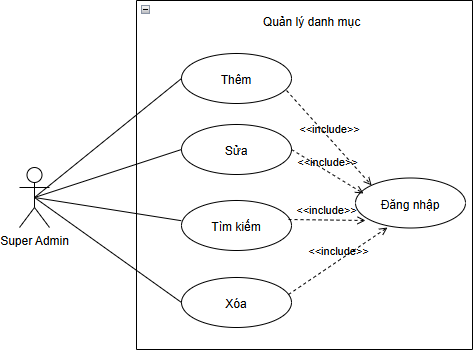 Quản lý danh mục
Thêm
<<include>>
Sửa
<<include>>
Super Admin
Đăng nhập
Tìm kiếm
<<include>>
<<include>>
Xóa